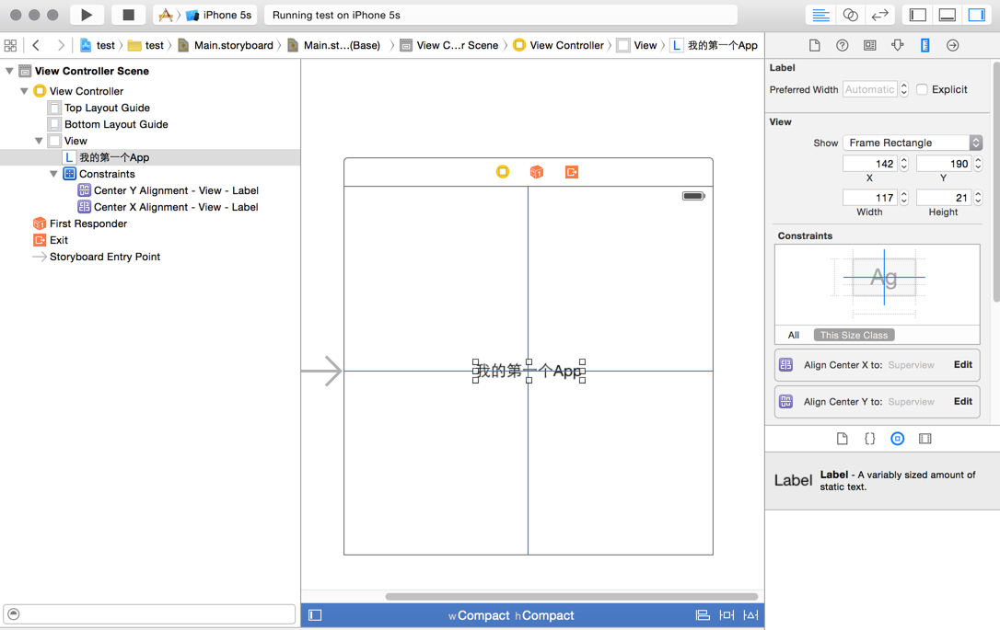 iPhone 5s
Running test on iPhone 5s
test
test
Main.storyboard
Main.st...(Base)
View C...r Scene
View Controller
View
L 我的第一个App
View Controller Scene
View Controller
Top Layout Guide
Bottom Layout Guide
View
L 我的第一个App
Constraints
Center Y Alignment - View - Label
Center X Alignment - View - Label
First Responder
Exit
Storyboard Entry Point
我的第一个App
wCompact hCompact
Label
Preferred Width Automatic Explicit
View
Show Frame Rectangle
142 190
X Y
117 21
Width Height
Constraints
Ag
All This Size Class
Align Center X to: Superview Edit
Align Center Y to: Superview Edit
{}
Label
Label - A variably sized amount of
static text.